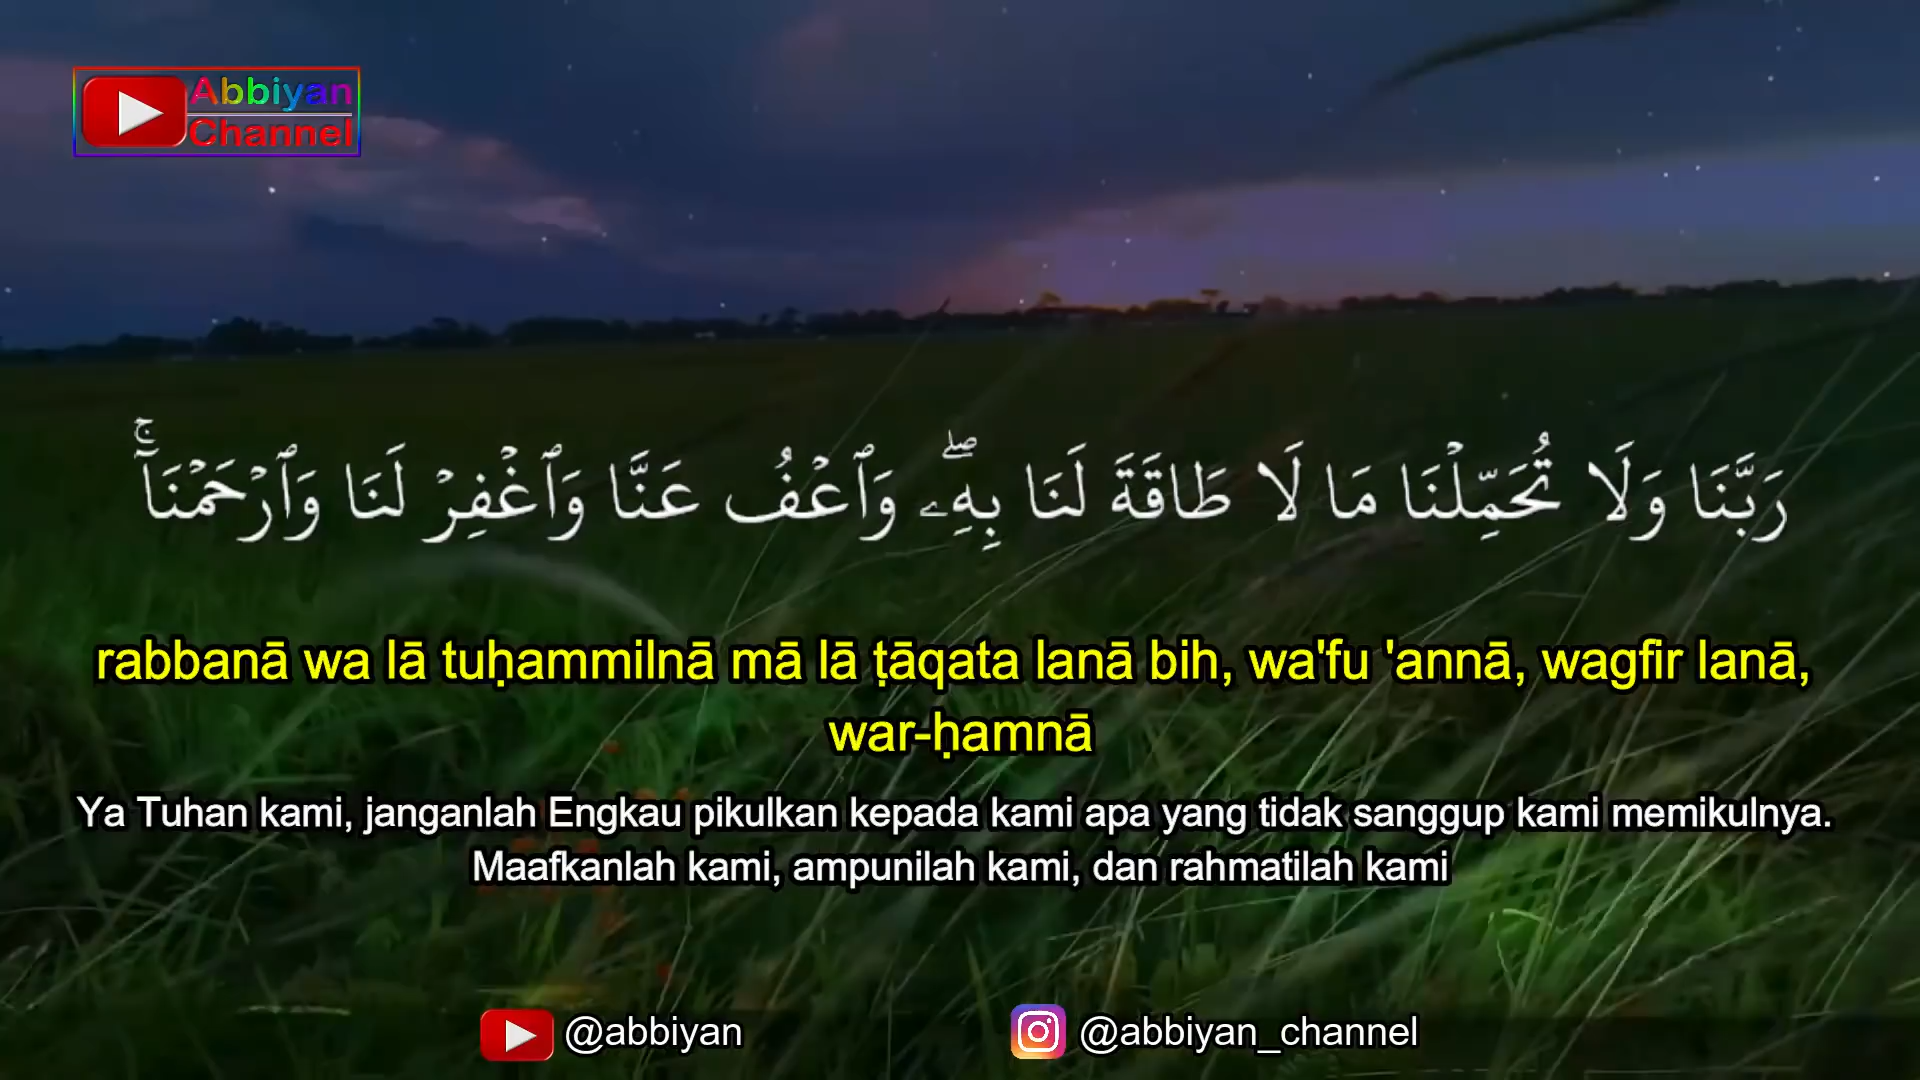 Abbiyan
Channel
رَبَّنَا وَلَا تُحَمِّلْنَا مَا لَا طَاقَةَ لَنَا بِهِۦۖ وَٱعْفُ عَنَّا وَٱغْفِرْ لَنَا وَٱرْحَمْنَآۚ
rabbanā wa lā tuḥammilnā mā lā ṭāqata lanā bih, wa'fu 'annā, wagfir lanā,
war-ḥamnā
Ya Tuhan kami, janganlah Engkau pikulkan kepada kami apa yang tidak sanggup kami memikulnya.
Maafkanlah kami, ampunilah kami, dan rahmatilah kami
@abbiyan
@abbiyan_channel